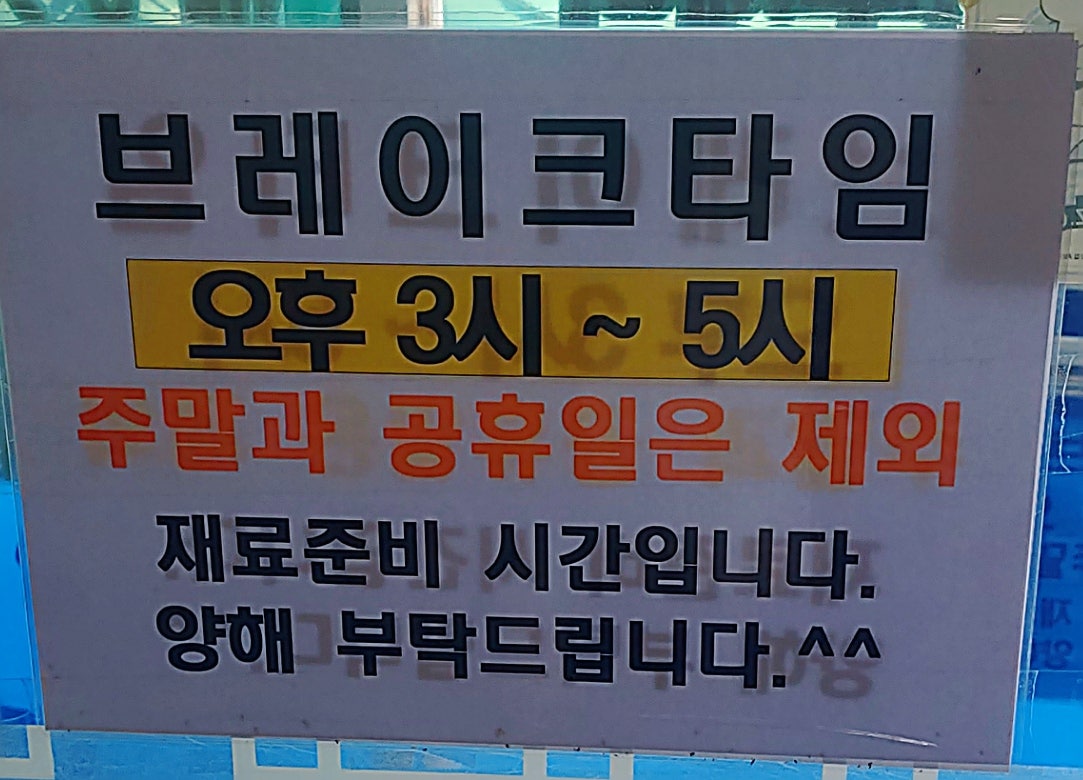 브레이크타임
오후 3시 ~ 5시
주말과 공휴일은 제외
재료준비 시간입니다.
양해 부탁드립니다.^^